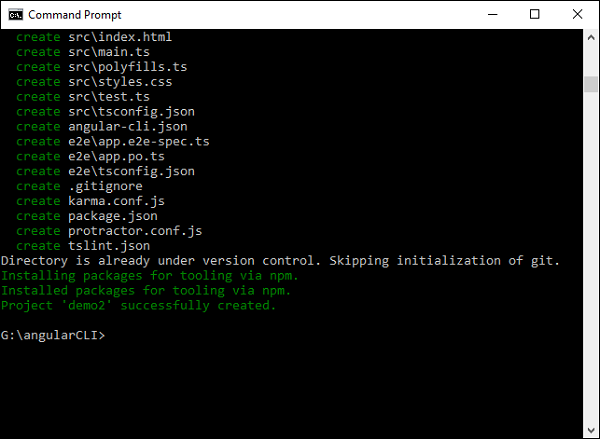 Command Prompt
create src\index.html
create src\main.ts
create src\polyfills.ts
create src\styles.css
create src\test.ts
create src\tsconfig.json
create angular-cli.json
create e2e\app.e2e-spec.ts
create e2e\app.po.ts
create e2e\tsconfig.json
create .gitignore
create karma.conf.js
create package.json
create protractor.conf.js
create tslint.json
Directory is already under version control. Skipping initialization of git.
Installing packages for tooling via npm.
Installed packages for tooling via npm.
Project 'demo2' successfully created.
G:\angularCLI>